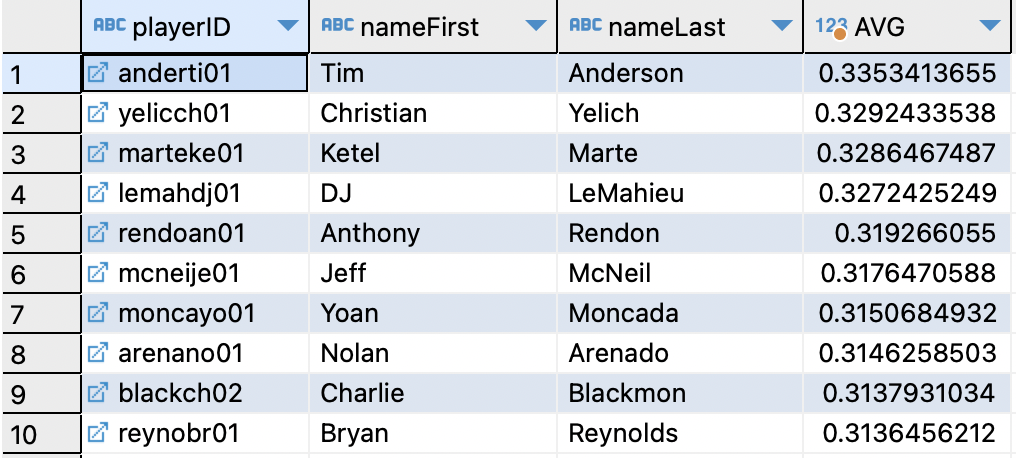 ABC playerID ABC nameFirst ABC nameLast 123 AVG
1 anderti01 Tim Anderson 0.3353413655
2 yelicch01 Christian Yelich 0.3292433538
3 marteke01 Ketel Marte 0.3286467487
4 lemahdj01 DJ LeMahieu 0.3272425249
5 rendoan01 Anthony Rendon 0.319266055
6 mcneije01 Jeff McNeil 0.3176470588
7 moncayo01 Yoan Moncada 0.3150684932
8 arenano01 Nolan Arenado 0.3146258503
9 blackch02 Charlie Blackmon 0.3137931034
10 reynobr01 Bryan Reynolds 0.3136456212